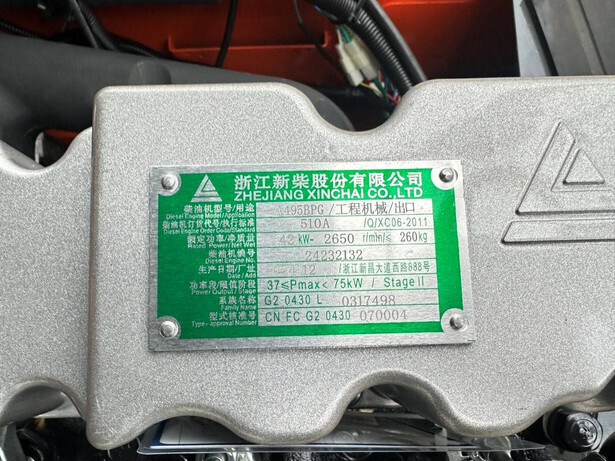 浙江新柴股份有限公司
ZHEJIANG XINCHAI CO.,LTD
柴油机型号/用途 495BPG /工程机械/出口
Diesel Engine Model/Application
柴油机订货代号/执行标准 510A /Q/XC06-2011
Diesel Engine Order Code/Standard
额定功率/净质量 42 kW- 2650 r/min/≤ 260kg
Rated Power/Net Wet
柴油机编号 24232132
Diesel Engine No.
生产日期/厂址 12 /浙江新昌大道西路888号
Date/Add
功率段/限值阶段 37≤Pmax<75kW / Stage II
Power Output/Stage
系族名称 G2 0430 L 0317498
Family Name
型式核准号 CN FC G2 0430 070004
Type-approval Number